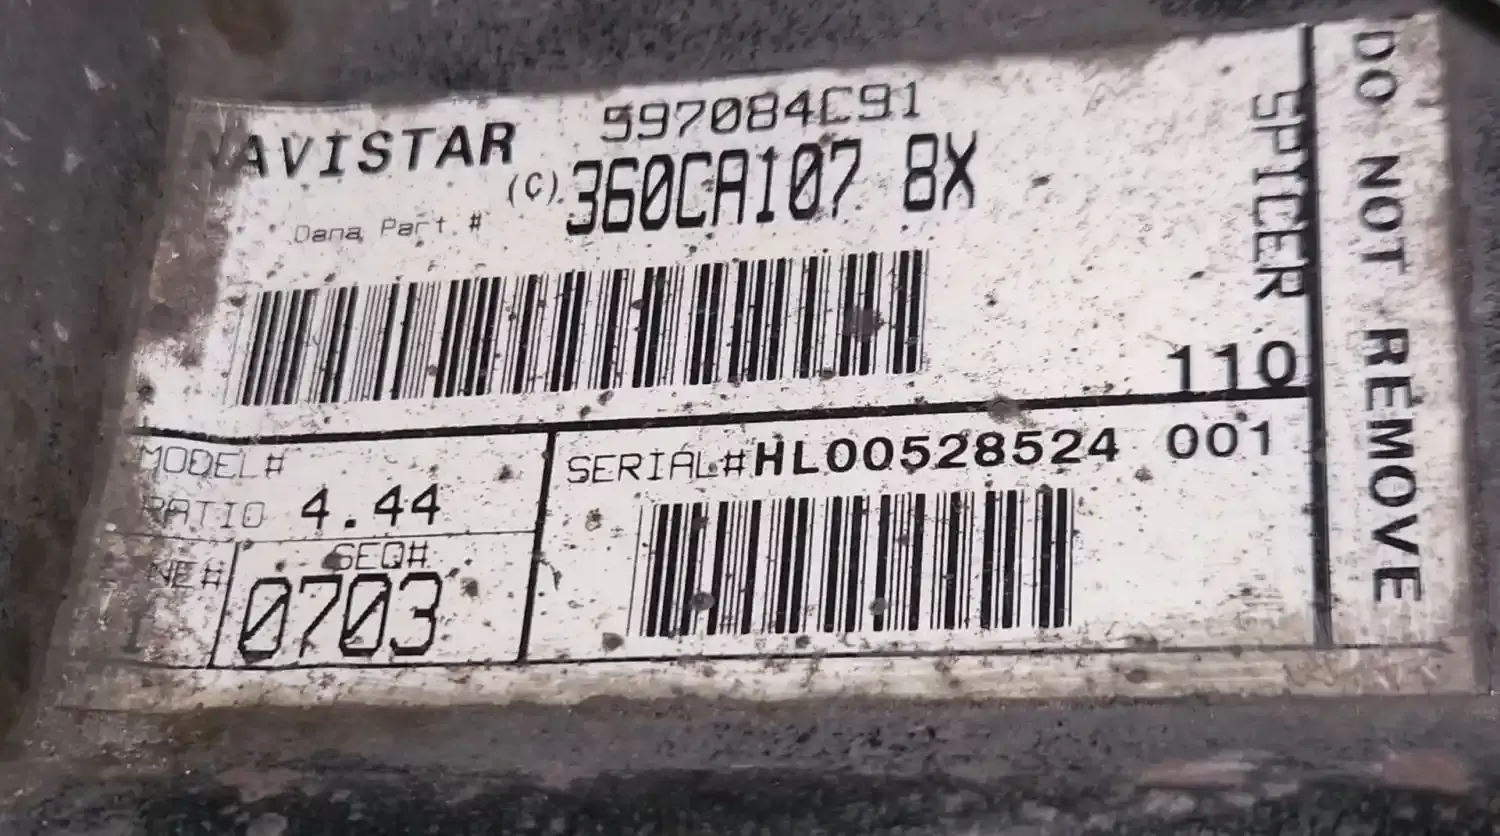 NAVISTAR 597084C91
Dana Part # (C) 360CA107 8X
SPICER
110
MODEL#
RATIO 4.44
SERIAL#HL00528524 001
SEQ#
0703
DO NOT REMOVE